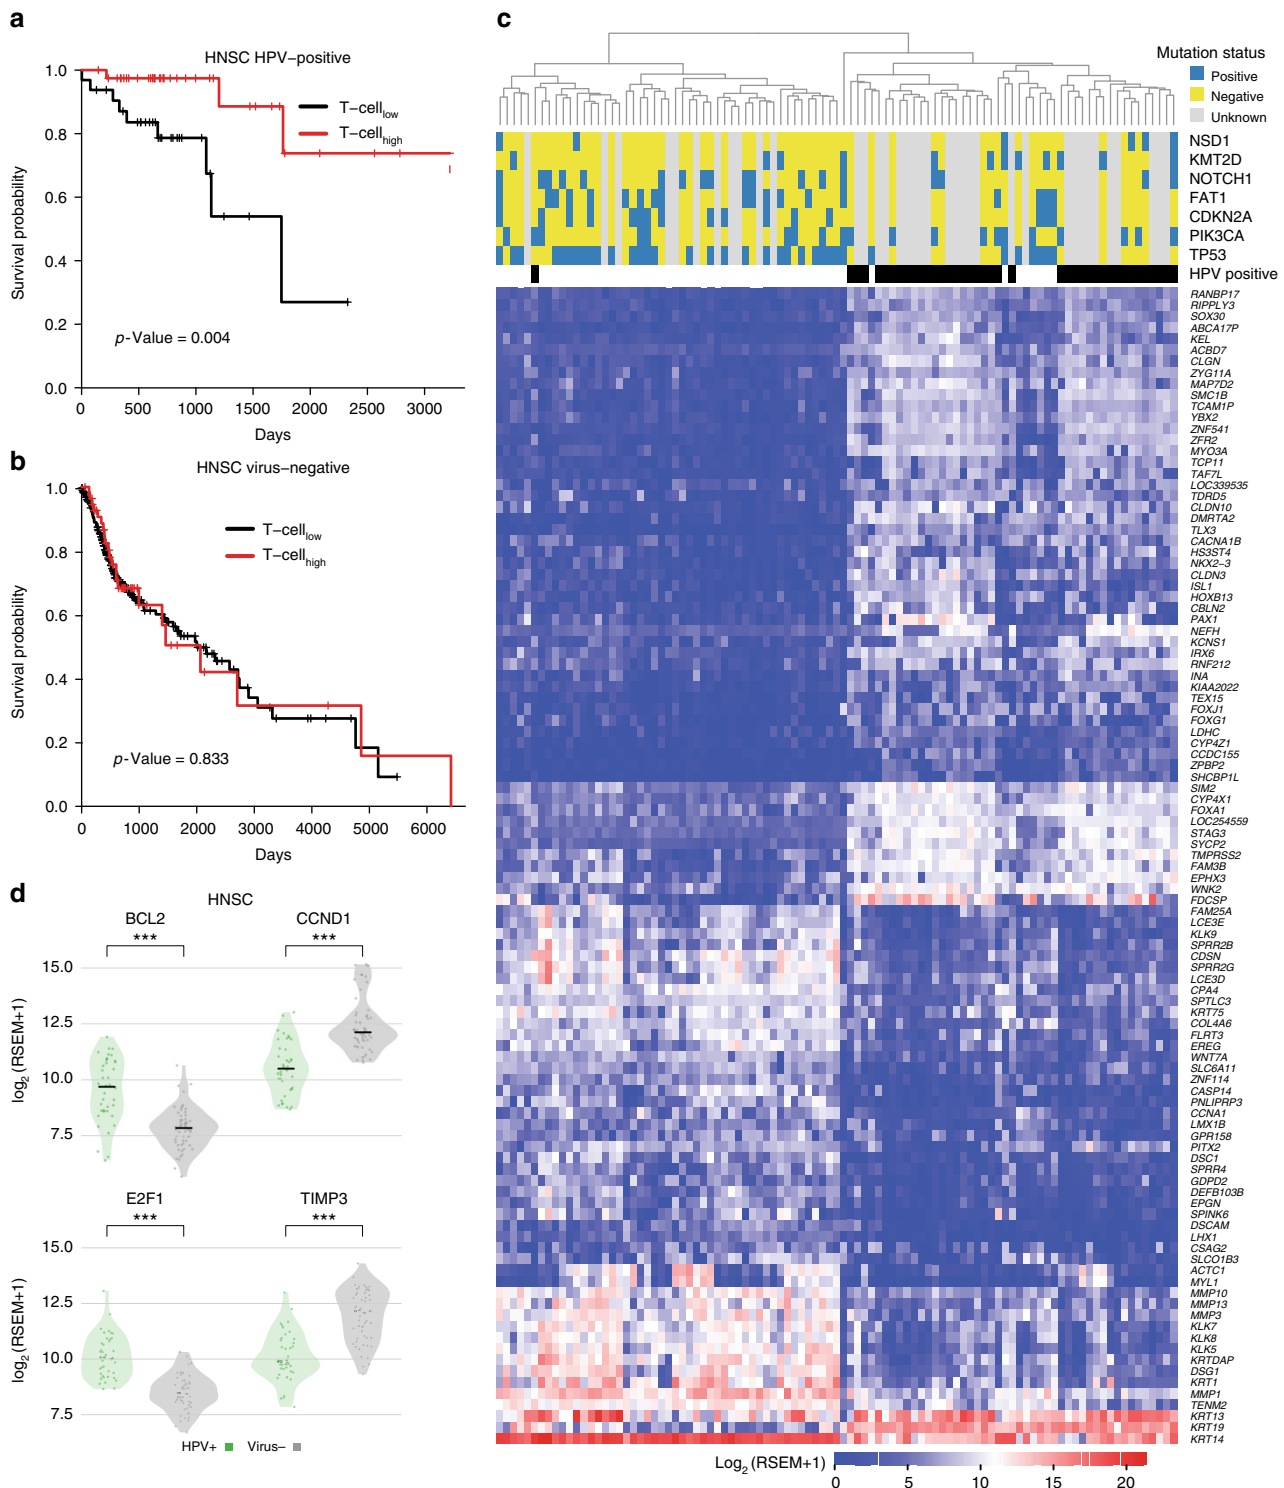 a
HNSC HPV–positive
1.0
0.8
0.6
0.4
0.2
0.0
Survival probability
T–cell low
T–cell high
p-Value = 0.004
0 500 1000 1500 2000 2500 3000
Days
b
HNSC virus–negative
1.0
0.8
0.6
0.4
0.2
0.0
Survival probability
T–cell low
T–cell high
p-Value = 0.833
0 1000 2000 3000 4000 5000 6000
Days
c
Mutation status
Positive
Negative
Unknown
NSD1
KMT2D
NOTCH1
FAT1
CDKN2A
PIK3CA
TP53
HPV positive
RANBP17
RIPPLY3
SOX30
ABCA17P
KEL
ACBD7
CLGN
ZYG11A
MAP7D2
SMC1B
TCAM1P
YBX2
ZNF541
ZFR2
MYO3A
TCP11
TAF7L
LOC339535
TDRD5
CLDN10
DMRTA2
TLX3
CACNA1B
HS3ST4
NKX2–3
CLDN3
ISL1
HOXB13
CBLN2
PAX1
NEFH
KCNS1
IRX6
RNF212
INA
KIAA2022
TEX15
FOXJ1
FOXG1
LDHC
CYP4Z1
CCDC155
ZPBP2
SHCBP1L
SIM2
CYP4X1
FOXA1
LOC254559
STAG3
SYCP2
TMPRSS2
FAM3B
EPHX3
WNK2
FDCSP
FAM25A
LCE3E
KLK9
SPRR2B
CDSN
SPRR2G
LCE3D
CPA4
SPTLC3
KRT75
COL4A6
FLRT3
EREG
WNT7A
SLC6A11
ZNF114
CASP14
PNLIPRP3
CCNA1
LMX1B
GPR158
PITX2
DSC1
SPRR4
GDPD2
DEFB103B
EPGN
SPINK6
DSCAM
LHX1
CSAG2
SLCO1B3
ACTC1
MYL1
MMP10
MMP13
MMP3
KLK7
KLK8
KLK5
KRTDAP
DSG1
KRT1
MMP1
TENM2
KRT13
KRT19
KRT14
Log2 (RSEM+1)
0 5 10 15 20
d
HNSC
BCL2 CCND1
*** ***
15.0
12.5
10.0
7.5
log2 (RSEM+1)
E2F1 TIMP3
*** ***
15.0
12.5
10.0
7.5
log2 (RSEM+1)
HPV+ Virus–